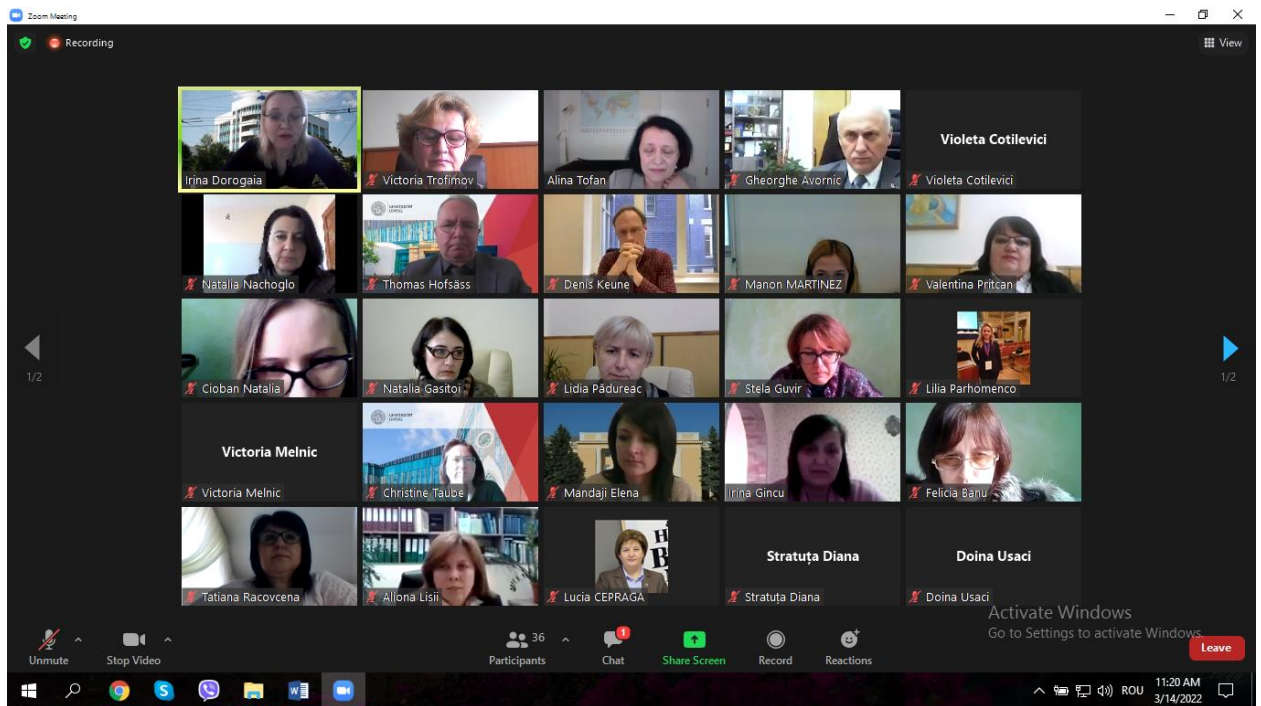 Zoom Meeting
Recording
View
Irina Dorogaia
Victoria Trofimov
Alina Tofan
Gheorghe Avornic
Violeta Cotilevici
Violeta Cotilevici
Natalia Nachoglo
UNIVERSITÄT LEIPZIG
Thomas Hofsäss
Denis Keune
Manon MARTINEZ
Valentina Pritcan
1/2
Cioban Natalia
Natalia Gasitoi
Lidia Pădureac
Stela Guvir
Lilia Parhomenco
1/2
Victoria Melnic
Victoria Melnic
UNIVERSITÄT LEIPZIG
Christine Taube
Mandaji Elena
Irina Gincu
Felicia Banu
Tatiana Racovcena
Aliona Lisii
Lucia CEPRAGA
Stratuța Diana
Stratuța Diana
Doina Usaci
Doina Usaci
Activate Windows
Go to Settings to activate Windows.
Unmute
Stop Video
36
Participants
1
Chat
Share Screen
Record
Reactions
Leave
ROU
11:20 AM
3/14/2022